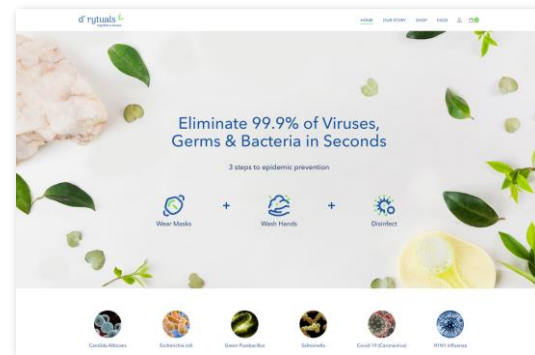 d' rytuals
HOME OUR STORY SHOP FAQS
Eliminate 99.9% of Viruses,
Germs & Bacteria in Seconds
3 steps to epidemic prevention
+ +
Wear Masks Wash Hands Disinfect
Candida Albicans Escherichia coli Green Pusebacillus Salmonella Covid-19 (Coronavirus) H1N1 Influenza